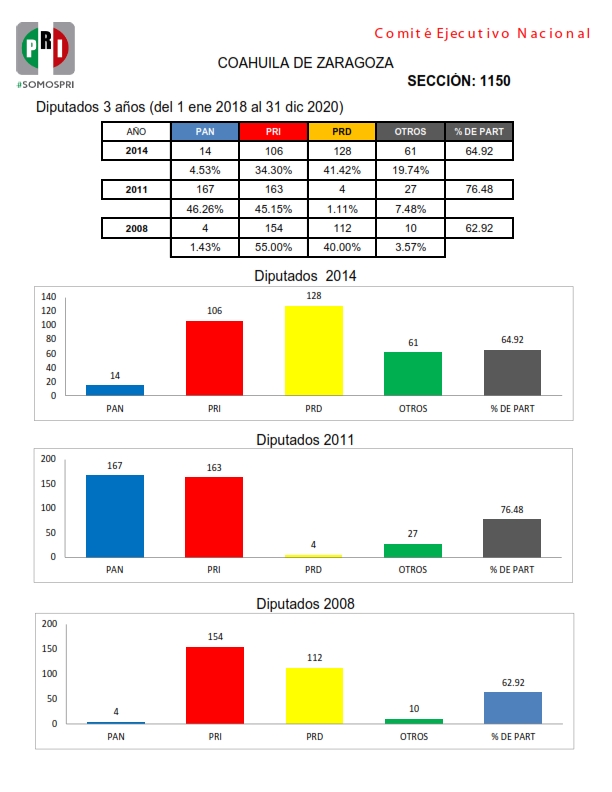 Comité Ejecutivo Nacional
PRI
#SOMOSPRI
COAHUILA DE ZARAGOZA
SECCIÓN: 1150
Diputados 3 años (del 1 ene 2018 al 31 dic 2020)
AÑO PAN PRI PRD OTROS % DE PART
2014 14 106 128 61 64.92
4.53% 34.30% 41.42% 19.74%
2011 167 163 4 27 76.48
46.26% 45.15% 1.11% 7.48%
2008 4 154 112 10 62.92
1.43% 55.00% 40.00% 3.57%
Diputados 2014
140
120
100
80
60
40
20
0
14 106 128 61 64.92
PAN PRI PRD OTROS % DE PART
Diputados 2011
200
150
100
50
0
167 163 4 27 76.48
PAN PRI PRD OTROS % DE PART
Diputados 2008
200
150
100
50
0
4 154 112 10 62.92
PAN PRI PRD OTROS % DE PART